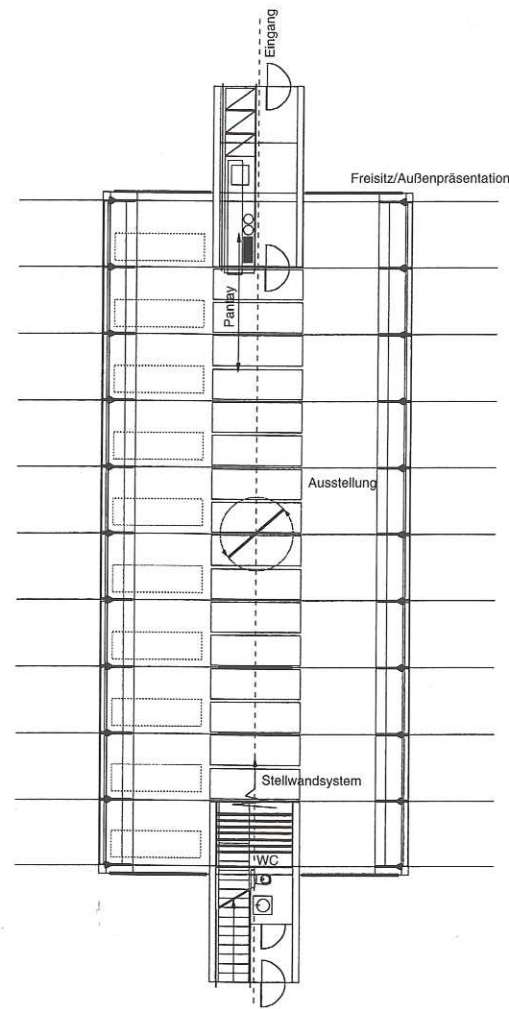 Eingang
Freisitz/Außenpräsentation
Pantay
Ausstellung
Stellwandsystem
WC